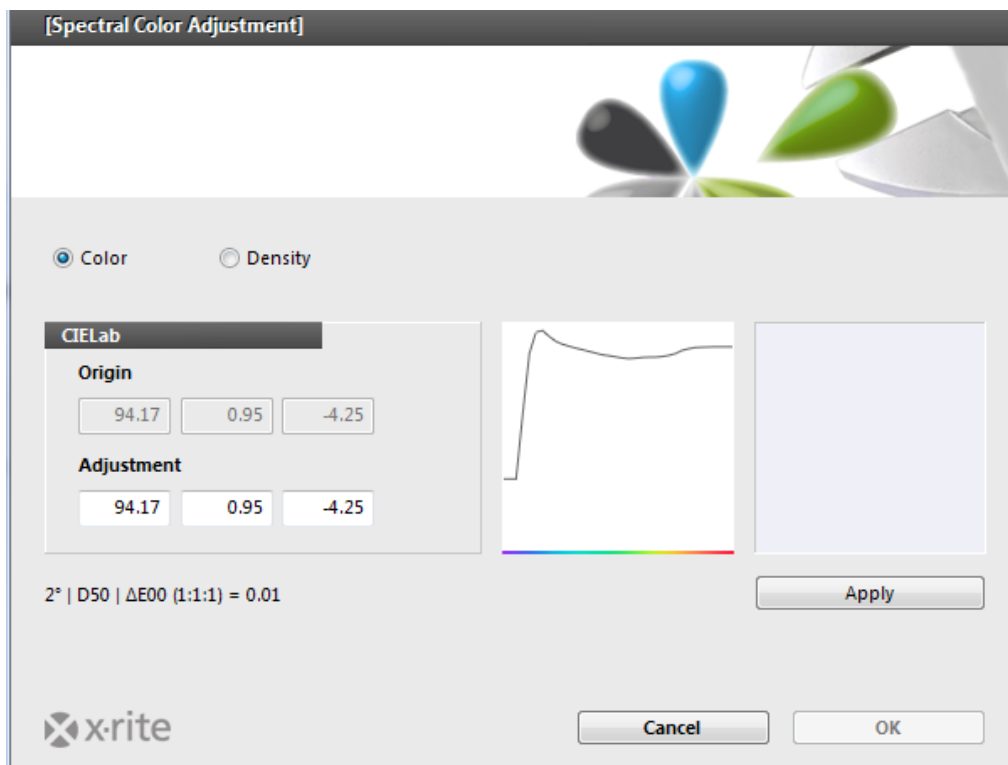 [Spectral Color Adjustment]
Color Density
CIELab
Origin
94.17 0.95 -4.25
Adjustment
94.17 0.95 -4.25
2° | D50 | ΔE00 (1:1:1) = 0.01
Apply
x·rite
Cancel OK